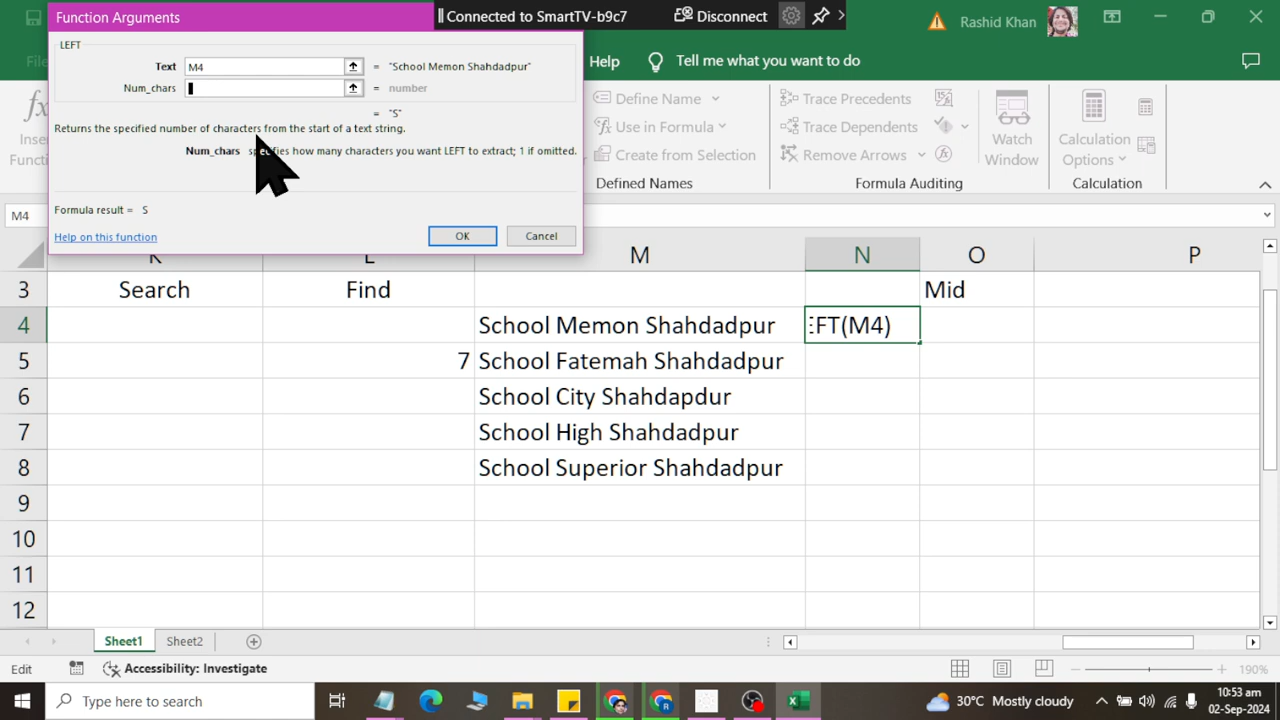 Function Arguments
Connected to SmartTV-b9c7
Disconnect
Rashid Khan
LEFT
Text M4 = "School Memon Shahdadpur"
Num_chars = number
= "S"
Returns the specified number of characters from the start of a text string.
Num_chars specifies how many characters you want LEFT to extract; 1 if omitted.
Formula result = S
Help on this function
OK
Cancel
Help
Tell me what you want to do
Define Name
Use in Formula
Create from Selection
Defined Names
Trace Precedents
Trace Dependents
Remove Arrows
Formula Auditing
Watch
Window
Calculation
Options
Calculation
M4
M N O P
3 Search Find Mid
4 School Memon Shahdadpur FT(M4)
5 7 School Fatemah Shahdadpur
6 School City Shahdapdur
7 School High Shahdadpur
8 School Superior Shahdadpur
9
10
11
12
Sheet1 Sheet2
Edit
Accessibility: Investigate
190%
Type here to search
30°C Mostly cloudy
10:53 am
02-Sep-2024